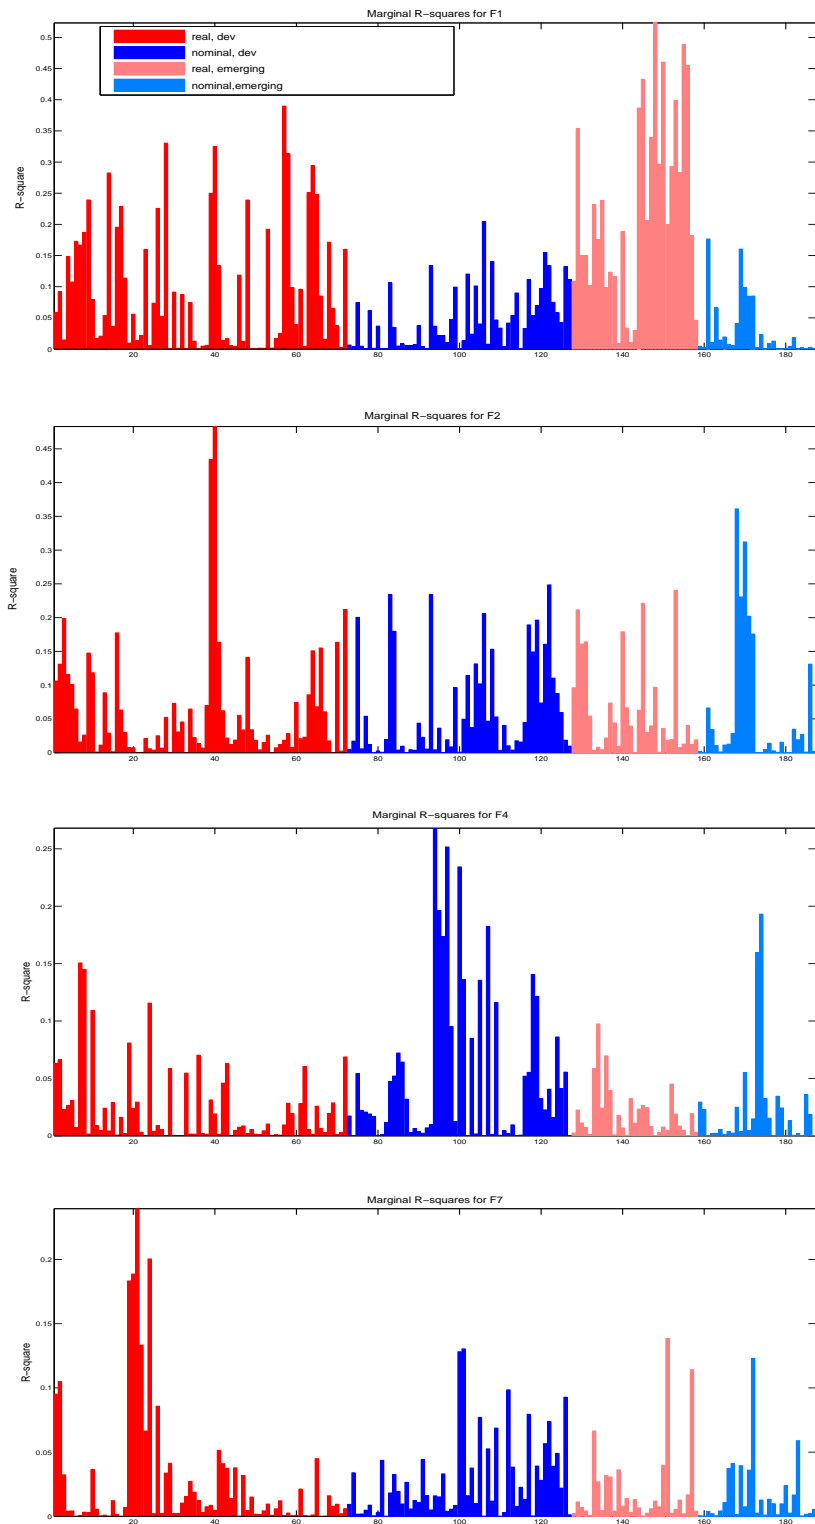 Marginal R-squares for F1
0.5
0.45
0.4
0.35
0.3
0.25
0.2
0.15
0.1
0.05
0
R-square
real, dev
nominal, dev
real, emerging
nominal,emerging
20 40 60 80 100 120 140 160 180
Marginal R-squares for F2
0.45
0.4
0.35
0.3
0.25
0.2
0.15
0.1
0.05
0
R-square
20 40 60 80 100 120 140 160 180
Marginal R-squares for F4
0.25
0.2
0.15
0.1
0.05
0
R-square
20 40 60 80 100 120 140 160 180
Marginal R-squares for F7
0.2
0.15
0.1
0.05
0
R-square
20 40 60 80 100 120 140 160 180